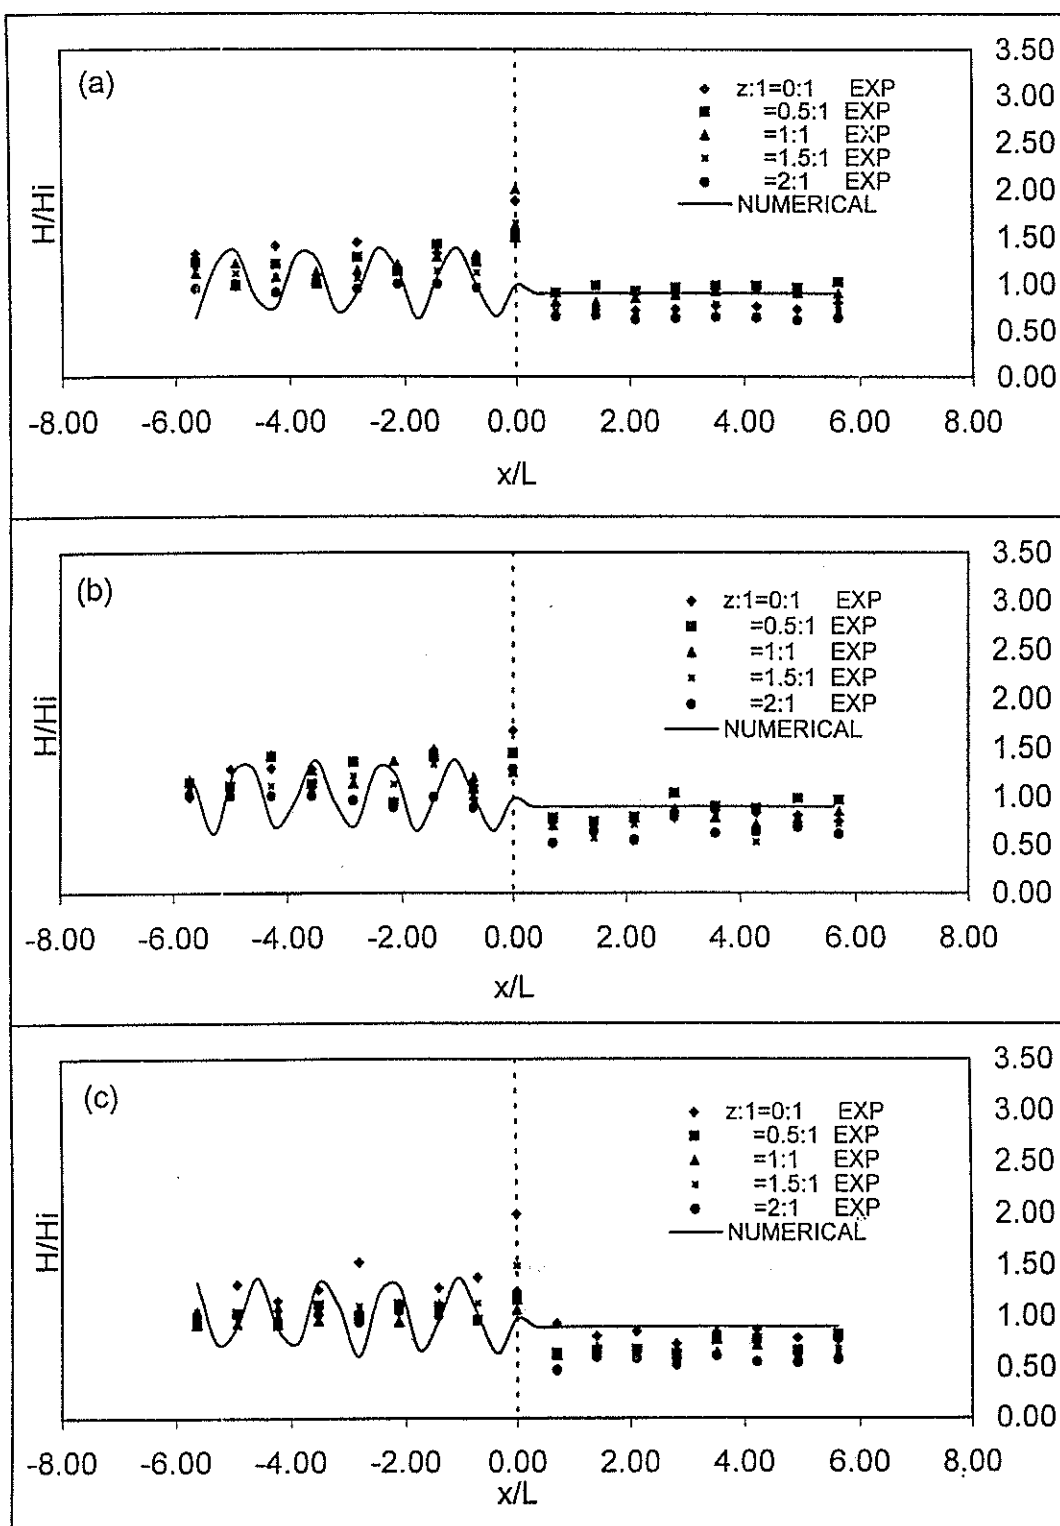 (a)
3.50
z:1=0:1 EXP
3.00
=0.5:1 EXP
2.50
=1:1 EXP
=1.5:1 EXP
2.00
=2:1 EXP
NUMERICAL
H/Hi
1.50
1.00
0.50
0.00
-8.00 -6.00 -4.00 -2.00 0.00 2.00 4.00 6.00 8.00
x/L
(b)
3.50
z:1=0:1 EXP
3.00
=0.5:1 EXP
2.50
=1:1 EXP
=1.5:1 EXP
2.00
=2:1 EXP
NUMERICAL
H/Hi
1.50
1.00
0.50
0.00
-8.00 -6.00 -4.00 -2.00 0.00 2.00 4.00 6.00 8.00
x/L
(c)
3.50
z:1=0:1 EXP
3.00
=0.5:1 EXP
2.50
=1:1 EXP
=1.5:1 EXP
2.00
=2:1 EXP
NUMERICAL
H/Hi
1.50
1.00
0.50
0.00
-8.00 -6.00 -4.00 -2.00 0.00 2.00 4.00 6.00 8.00
x/L